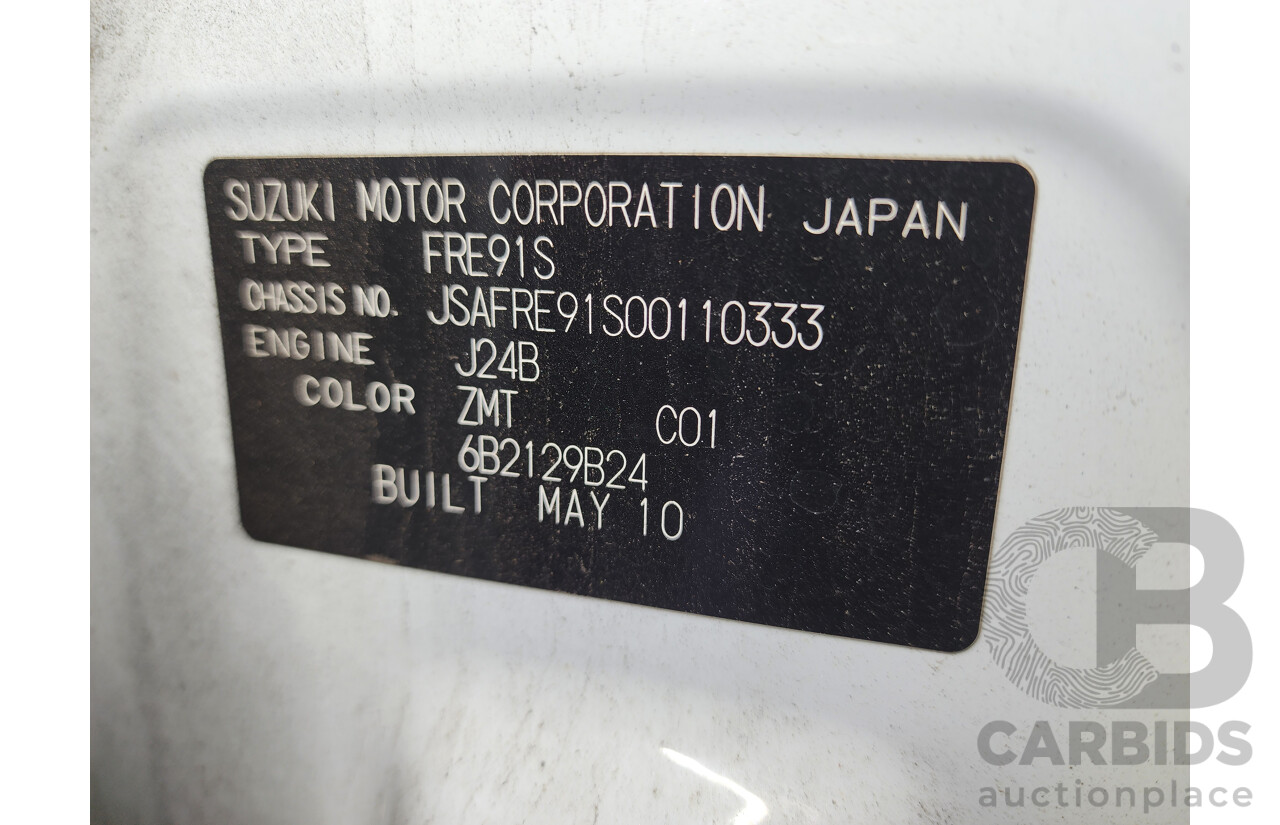 SUZUKI MOTOR CORPORATION JAPAN
TYPE FRE91S
CHASSIS NO. JSAFRE91S00110333
ENGINE J24B
COLOR ZMT C01
6B2129B24
BUILT MAY 10
CB
CARBIDS
auctionplace